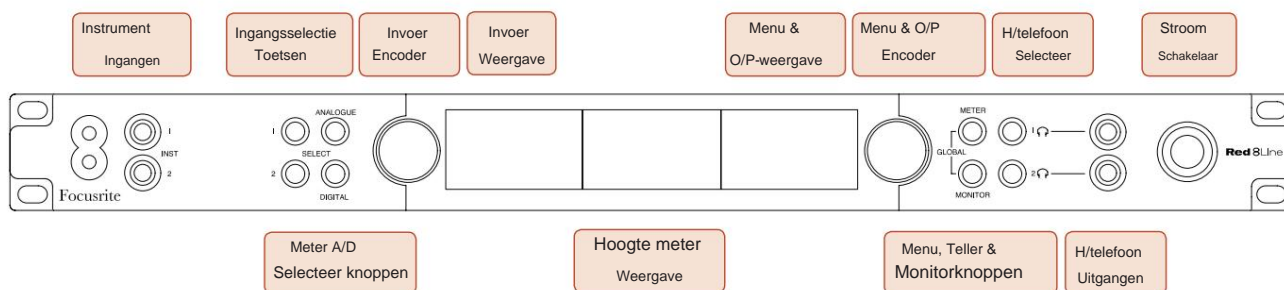 Instrument
Ingangen
Ingangsselectie
Toetsen
Invoer
Encoder
Invoer
Weergave
Menu &
O/P-weergave
Menu & O/P
Encoder
H/telefoon
Selecteer
Stroom
Schakelaar
ANALOGUE
METER
1
INST
2
1
SELECT
2
DIGITAL
GLOBAL
1
2
MONITOR
Focusrite
Red 8Line
Meter A/D
Selecteer knoppen
Hoogte meter
Weergave
Menu, Teller &
Monitorknoppen
H/telefoon
Uitgangen